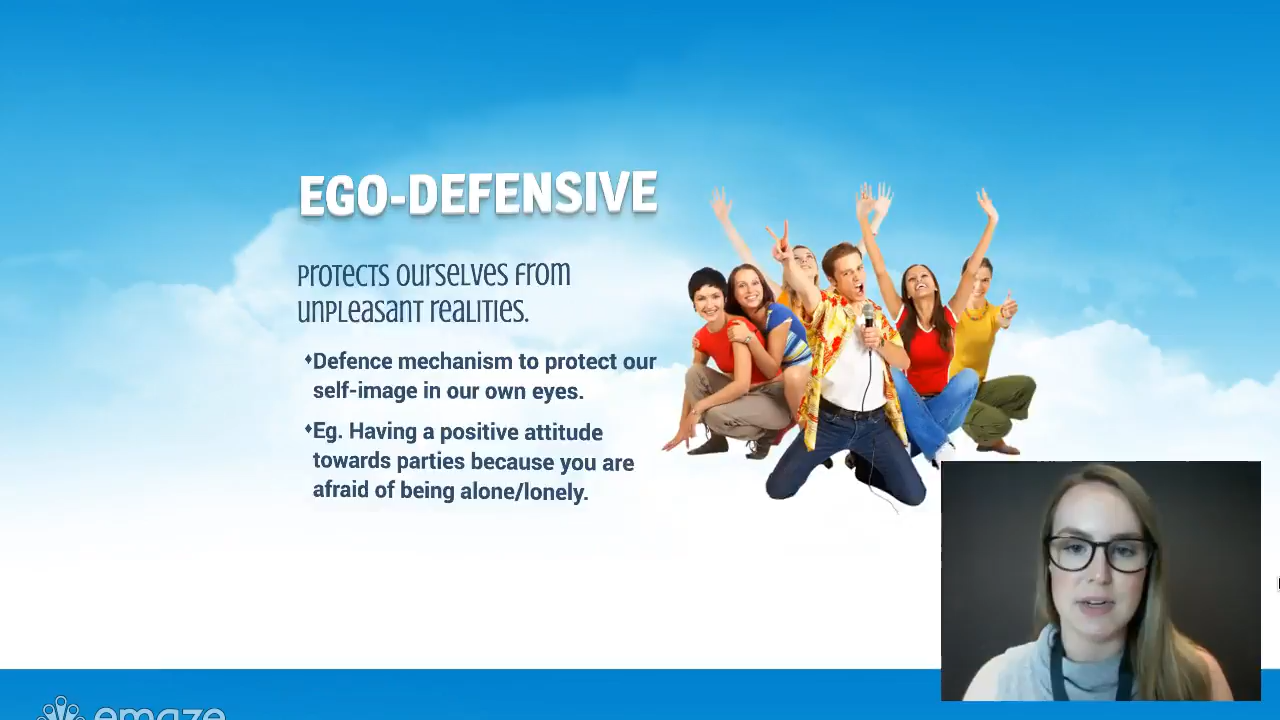 EGO-DEFENSIVE
PROTECTS OURSELVES FROM
UNPLEASANT REALITIES.
♦Defence mechanism to protect our
self-image in our own eyes.
♦Eg. Having a positive attitude
towards parties because you are
afraid of being alone/lonely.
emaze